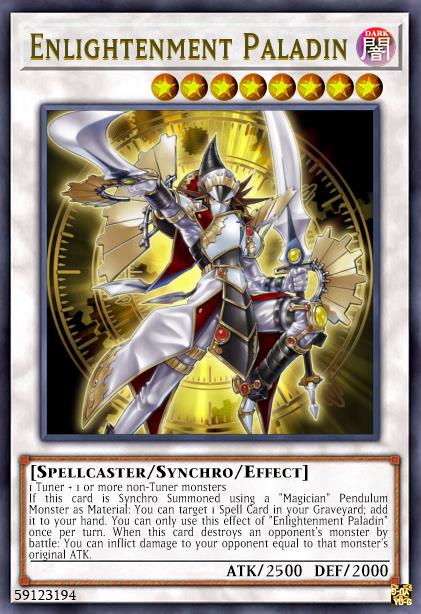 ENLIGHTENMENT PALADIN
DARK
闇
[SPELLCASTER/SYNCHRO/EFFECT]
1 Tuner + 1 or more non-Tuner monsters
If this card is Synchro Summoned using a "Magician" Pendulum
Monster as Material: You can target 1 Spell Card in your Graveyard; add
it to your hand. You can only use this effect of "Enlightenment Paladin"
once per turn. When this card destroys an opponent's monster by
battle: You can inflict damage to your opponent equal to that monster's
original ATK.
ATK/2500 DEF/2000
59123194